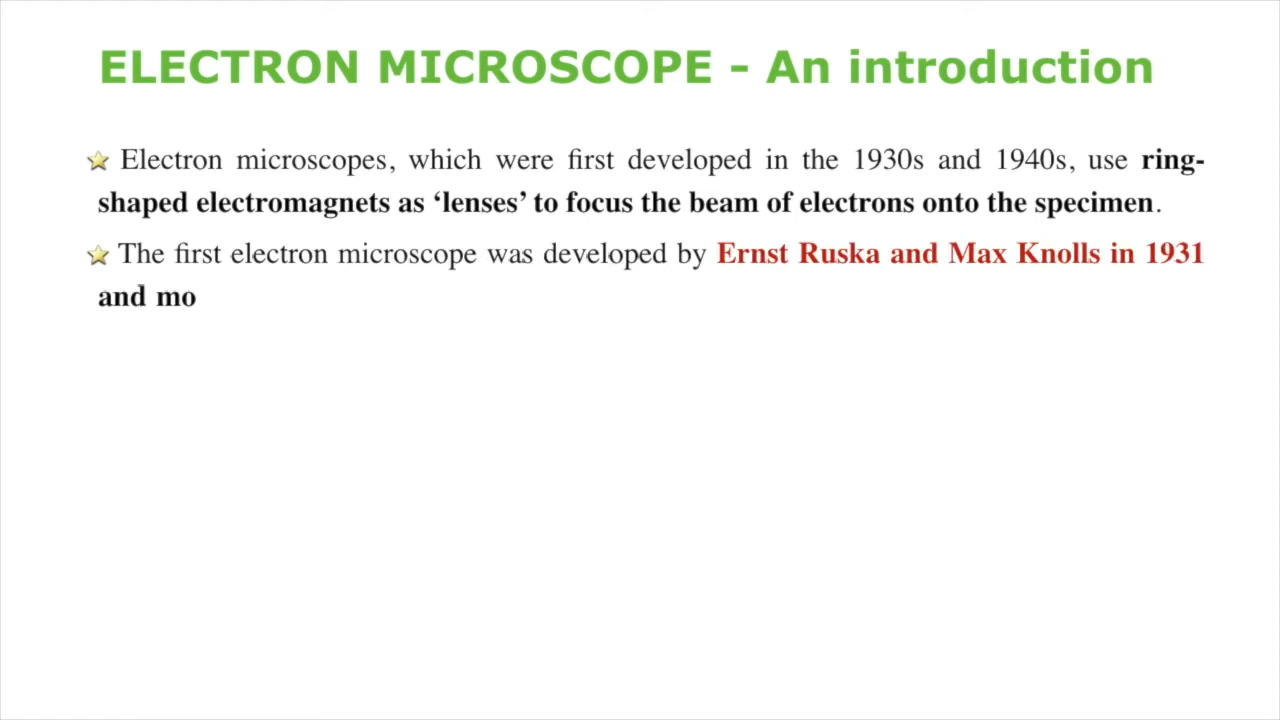 ELECTRON MICROSCOPE - An introduction
Electron microscopes, which were first developed in the 1930s and 1940s, use ring-
shaped electromagnets as ‘lenses’ to focus the beam of electrons onto the specimen.
The first electron microscope was developed by Ernst Ruska and Max Knolls in 1931
and mo